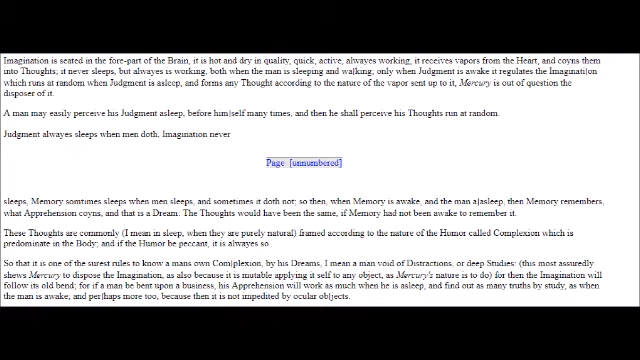 Imagination is seated in the fore-part of the Brain, it is hot and dry in quality, quick, active, alwayes working, it receives vapors from the Heart, and coyns them
into Thoughts; it never sleeps, but alwayes is working, both when the man is sleeping and wa|king; only when Judgment is awake it regulates the Imaginati|on
which runs at random when Judgment is asleep, and forms any Thought according to the nature of the vapor sent up to it, Mercury is out of question the
disposer of it.
A man may easily perceive his Judgment asleep, before him|self many times, and then he shall perceive his Thoughts run at random.
Judgment alwayes sleeps when men doth, Imagination never
Page [unnumbered]
sleeps, Memory somtimes sleeps when men sleeps, and sometimes it doth not; so then, when Memory is awake, and the man a|asleep, then Memory remembers,
what Apprehension coyns, and that is a Dream: The Thoughts would have been the same, if Memory had not been awake to remember it.
These Thoughts are commonly (I mean in sleep, when they are purely natural) framed according to the nature of the Humor called Complexion which is
predominate in the Body; and if the Humor be peccant, it is always so.
So that it is one of the surest rules to know a mans own Com|plexion, by his Dreams, I mean a man void of Distractions, or deep Studies: (this most assuredly
shews Mercury to dispose the Imagination, as also because it is mutable applying it self to any object, as Mercury's nature is to do) for then the Imagination will
follow its old bend; for if a man be bent upon a business, his Apprehension will work as much when he is asleep, and find out as many truths by study, as when
the man is awake; and per|haps more too, because then it is not impedited by ocular ob|jects.